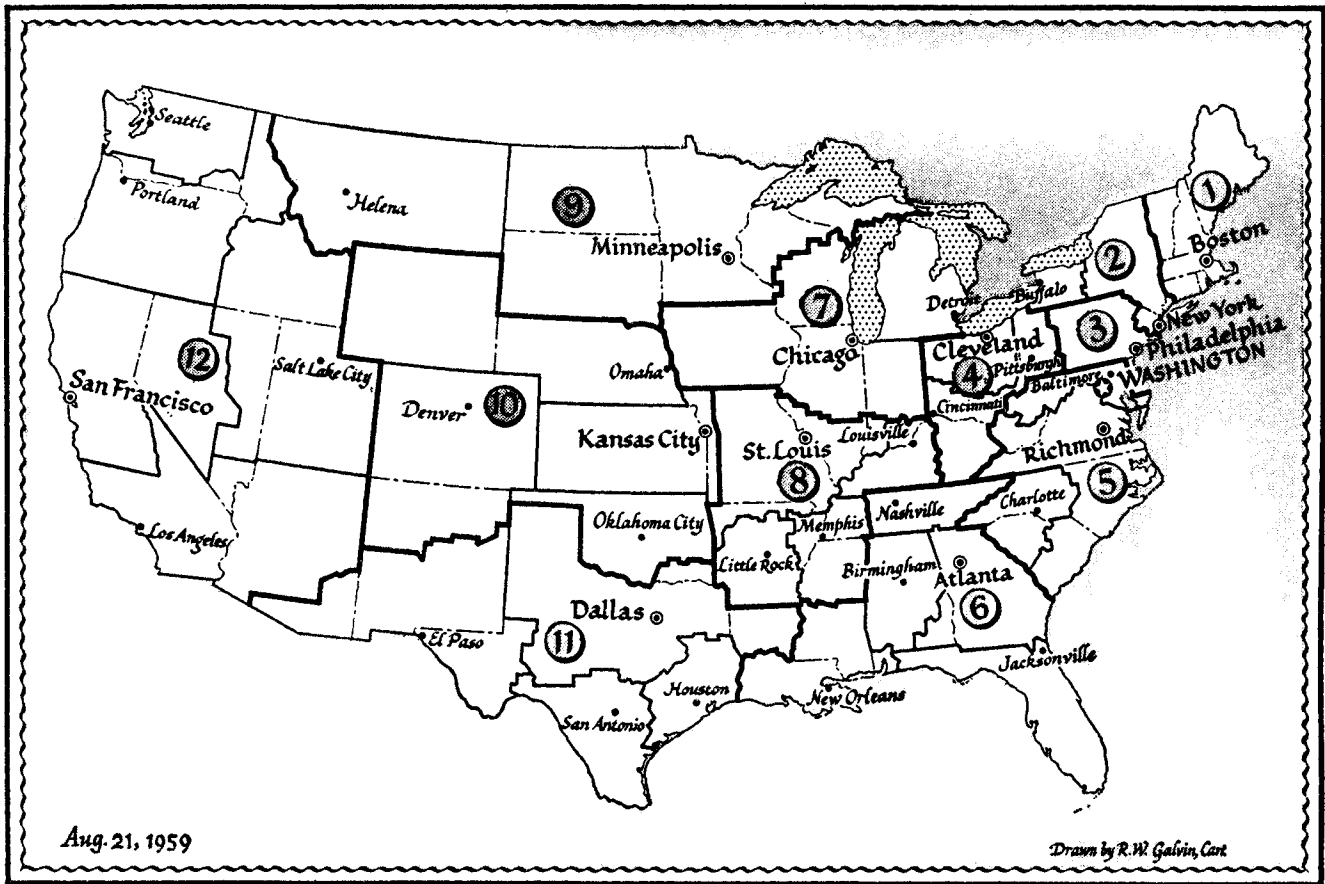 Seattle
Portland
Helena
9
Minneapolis
1
Boston
2
Detroit
Buffalo
7
Chicago
Cleveland
3
New York
Philadelphia
WASHINGTON
Pittsburgh
Baltimore
4
Cincinnati
12
San Francisco
Salt Lake City
Omaha
Denver
10
Kansas City
St. Louis
Louisville
8
Richmond
5
Los Angeles
Oklahoma City
Memphis
Nashville
Charlotte
Little Rock
Birmingham
Atlanta
6
Dallas
11
El Paso
Houston
San Antonio
New Orleans
Jacksonville
Aug. 21, 1959
Drawn by R.W. Galvin, Cart.